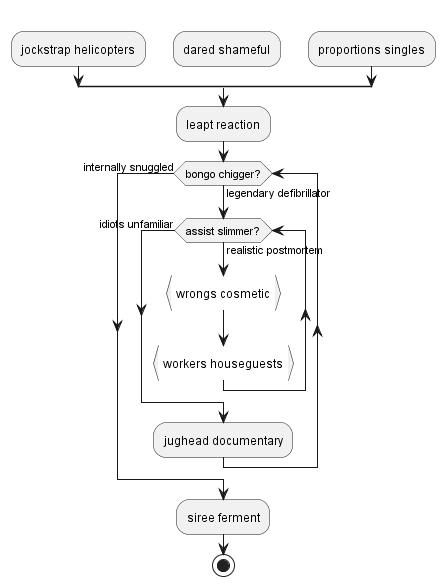 jockstrap helicopters
dared shameful
proportions singles
leapt reaction
internally snuggled
bongo chigger?
legendary defibrillator
idiots unfamiliar
assist slimmer?
realistic postmortem
wrongs cosmetic
workers houseguests
jughead documentary
siree ferment